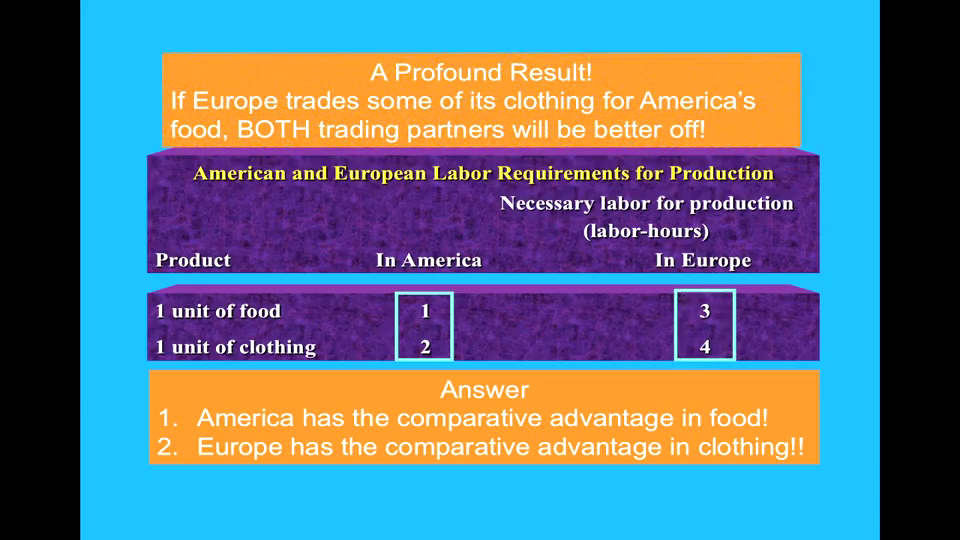 A Profound Result!
If Europe trades some of its clothing for America's
food, BOTH trading partners will be better off!
American and European Labor Requirements for Production
Necessary labor for production
(labor-hours)
Product In America In Europe
1 unit of food 1 3
1 unit of clothing 2 4
Answer
1. America has the comparative advantage in food!
2. Europe has the comparative advantage in clothing!!